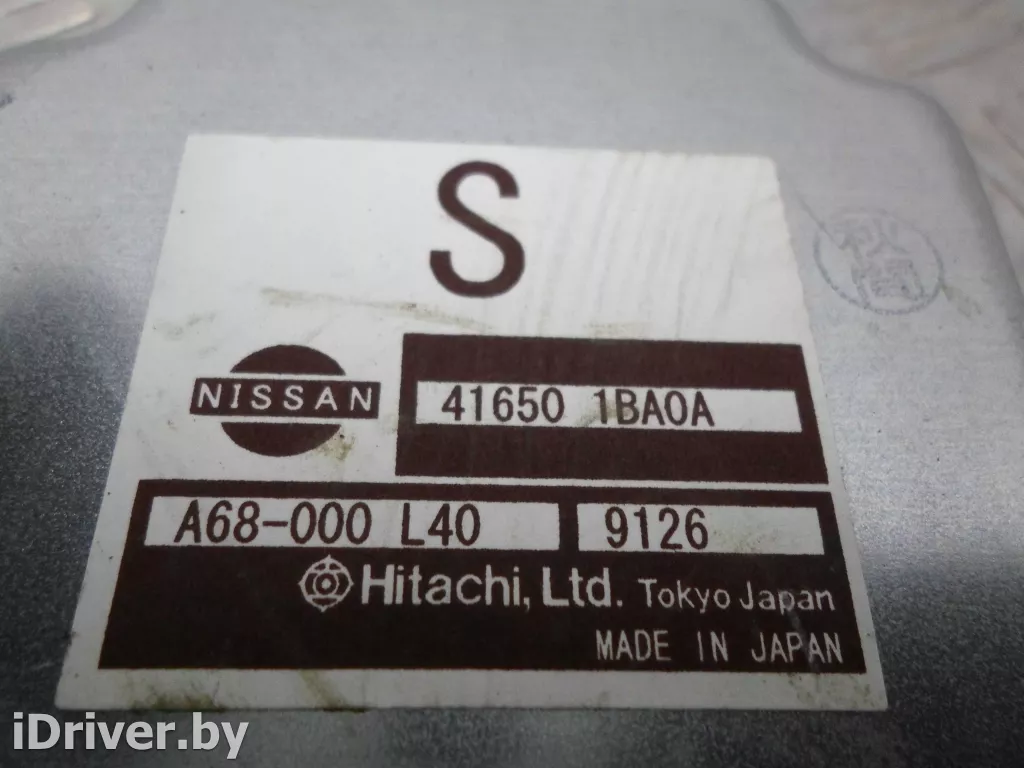 S
NISSAN
41650 1BA0A
A68-000 L40
9126
Hitachi, Ltd. Tokyo Japan
MADE IN JAPAN
iDriver.by